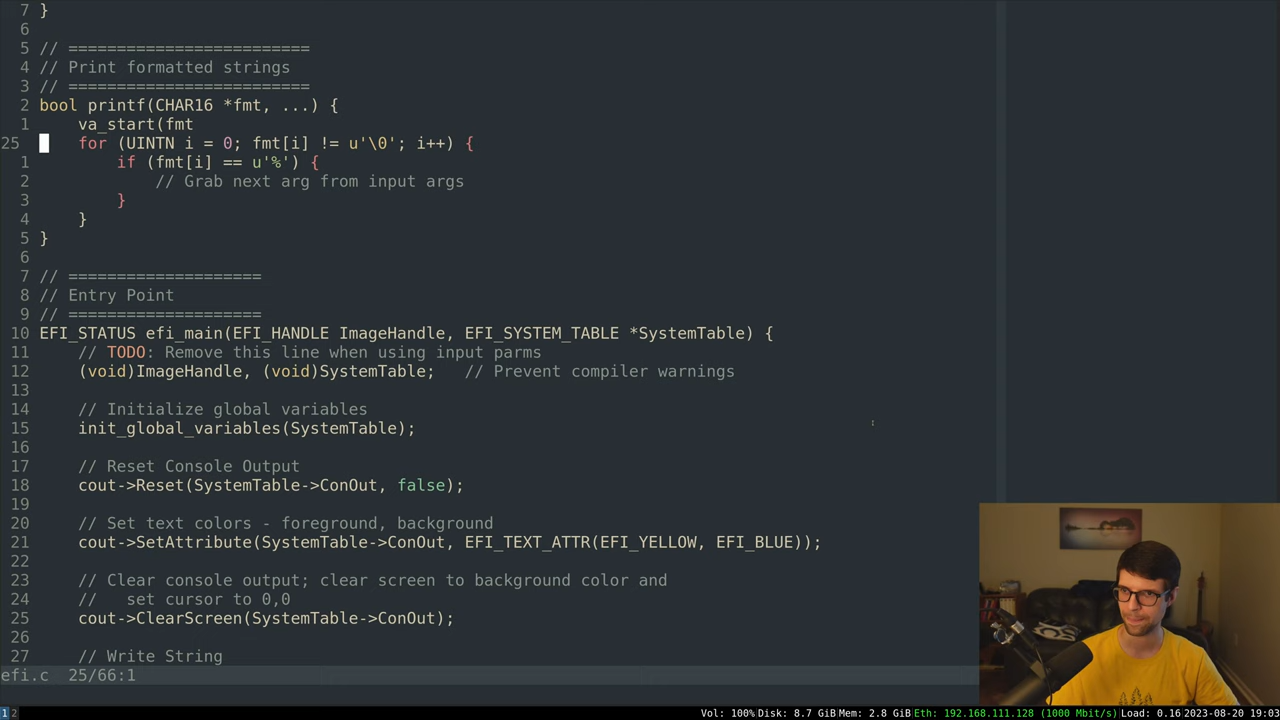 7 }
6
5 // =========================
4 // Print formatted strings
3 // =========================
2 bool printf(CHAR16 *fmt, ...) {
1     va_start(fmt
25     for (UINTN i = 0; fmt[i] != u'\0'; i++) {
1         if (fmt[i] == u'%') {
2             // Grab next arg from input args
3         }
4     }
5 }
6
7 // ====================
8 // Entry Point
9 // ====================
10 EFI_STATUS efi_main(EFI_HANDLE ImageHandle, EFI_SYSTEM_TABLE *SystemTable) {
11     // TODO: Remove this line when using input parms
12     (void)ImageHandle, (void)SystemTable;   // Prevent compiler warnings
13
14     // Initialize global variables
15     init_global_variables(SystemTable);
16
17     // Reset Console Output
18     cout->Reset(SystemTable->ConOut, false);
19
20     // Set text colors - foreground, background
21     cout->SetAttribute(SystemTable->ConOut, EFI_TEXT_ATTR(EFI_YELLOW, EFI_BLUE));
22
23     // Clear console output; clear screen to background color and
24     //   set cursor to 0,0
25     cout->ClearScreen(SystemTable->ConOut);
26
27     // Write String
efi.c  25/66:1
1 2 Vol: 100% Disk: 8.7 GiB Mem: 2.8 GiB Eth: 192.168.111.128 (1000 Mbit/s) Load: 0.16 2023-08-20 19:03